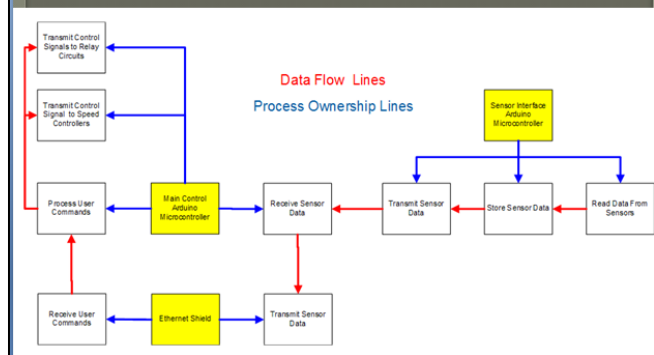 Transmit Control
Signals to Relay
Circuits
Data Flow Lines
Process Ownership Lines
Transmit Control
Signal to Speed
Controllers
Sensor Interface
Arduino
Microcontroller
Process User
Commands
Main Control
Arduino
Microcontroller
Receive Sensor
Data
Transmit Sensor
Data
Store Sensor Data
Read Data From
Sensors
Receive User
Commands
Ethernet Shield
Transmit Sensor
Data